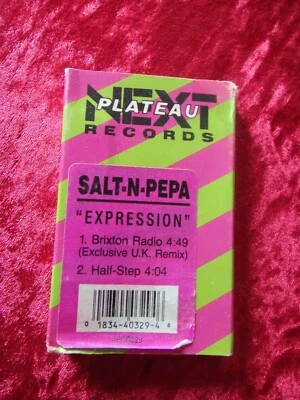 NEXT
PLATEAU
RECORDS
SALT-N-PEPA
"EXPRESSION"
1. Brixton Radio 4:49
(Exclusive U.K. Remix)
2. Half-Step 4:04
0 1834-40329-4 6